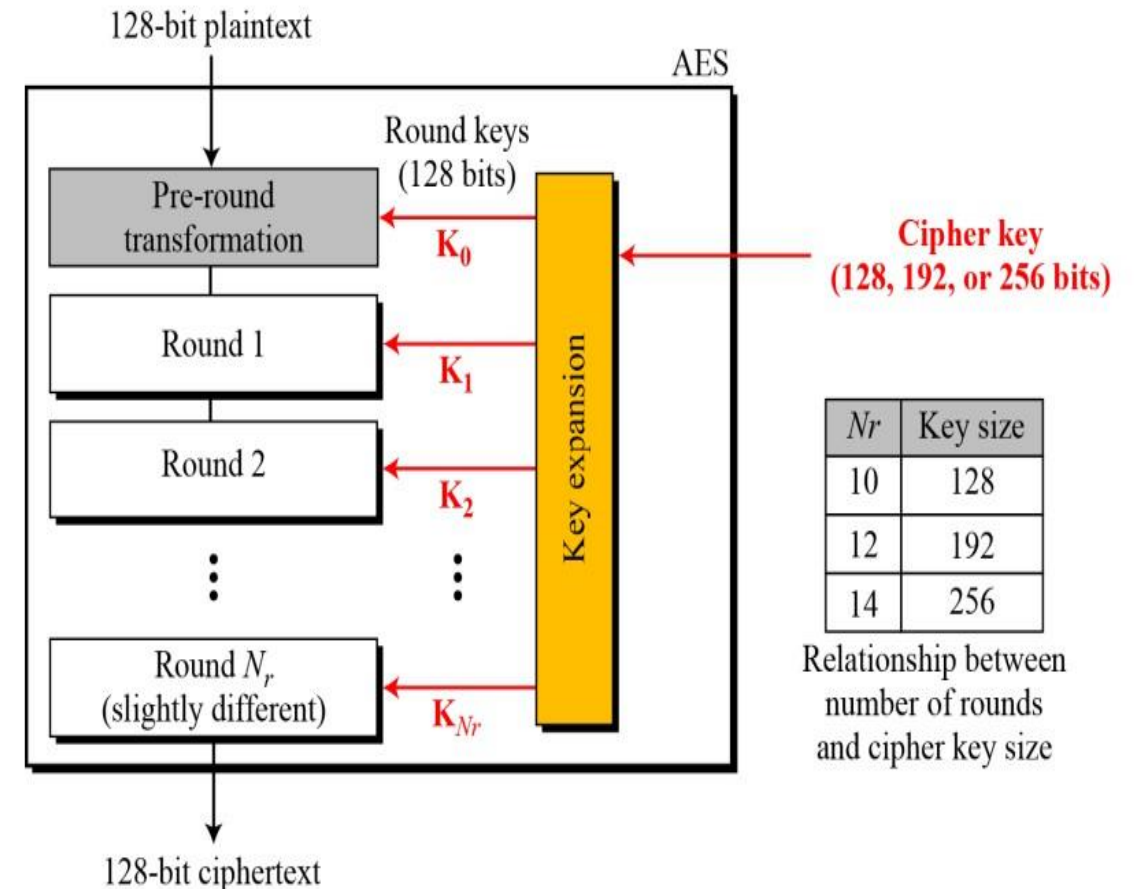 128-bit plaintext
AES
Round keys
(128 bits)
Pre-round
transformation
K₀
Cipher key
(128, 192, or 256 bits)
Round 1
K₁
Key expansion
Round 2
K₂
Nr Key size
10 128
12 192
14 256
Relationship between
number of rounds
and cipher key size
Round Nᵣ
(slightly different)
K_Nr
128-bit ciphertext